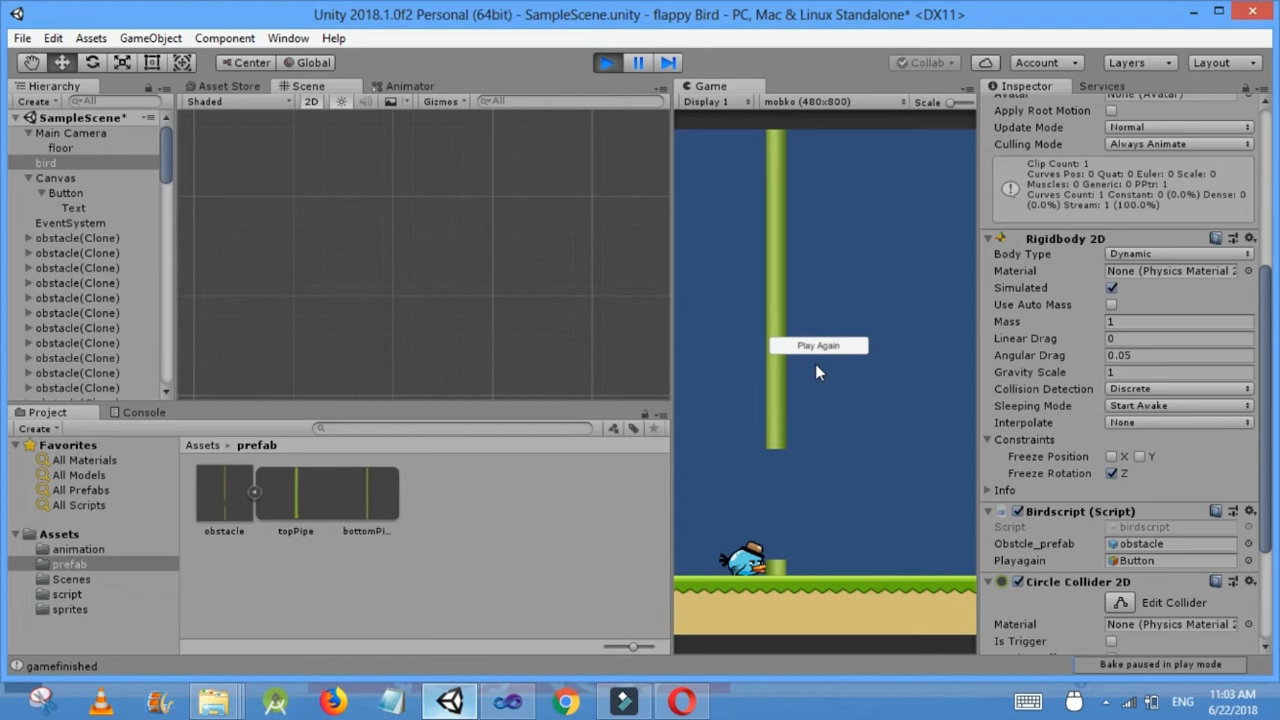 Unity 2018.1.0f2 Personal (64bit) - SampleScene.unity - flappy Bird - PC, Mac & Linux Standalone* <DX11>
File Edit Assets GameObject Component Window Help
Center Global Collab Account Layers Layout
Hierarchy
Create All
SampleScene*
Main Camera
floor
bird
Canvas
Button
Text
EventSystem
obstacle(Clone)
obstacle(Clone)
obstacle(Clone)
obstacle(Clone)
obstacle(Clone)
obstacle(Clone)
obstacle(Clone)
obstacle(Clone)
obstacle(Clone)
obstacle(Clone)
obstacle(Clone)
Asset Store Scene Animator
Shaded 2D Gizmos All
Game
Display 1 mobko (480x800) Scale
Play Again
Inspector Services
Avatar None (Avatar)
Apply Root Motion
Update Mode Normal
Culling Mode Always Animate
Clip Count: 1
Curves Pos: 0 Quat: 0 Euler: 0 Scale: 0
Muscles: 0 Generic: 0 PPtr: 1
Curves Count: 1 Constant: 0 (0.0%) Dense: 0
(0.0%) Stream: 1 (100.0%)
Rigidbody 2D
Body Type Dynamic
Material None (Physics Material 2
Simulated
Use Auto Mass
Mass 1
Linear Drag 0
Angular Drag 0.05
Gravity Scale 1
Collision Detection Discrete
Sleeping Mode Start Awake
Interpolate None
Constraints
Freeze Position X Y
Freeze Rotation Z
Info
Birdscript (Script)
Script birdscript
Obstcle_prefab obstacle
Playagain Button
Circle Collider 2D
Edit Collider
Material None (Physics Material 2
Is Trigger
Bake paused in play mode
Project Console
Create
Favorites
All Materials
All Models
All Prefabs
All Scripts
Assets
animation
prefab
Scenes
script
sprites
Assets prefab
obstacle topPipe bottomPi...
gamefinished
ENG
11:03 AM
6/22/2018